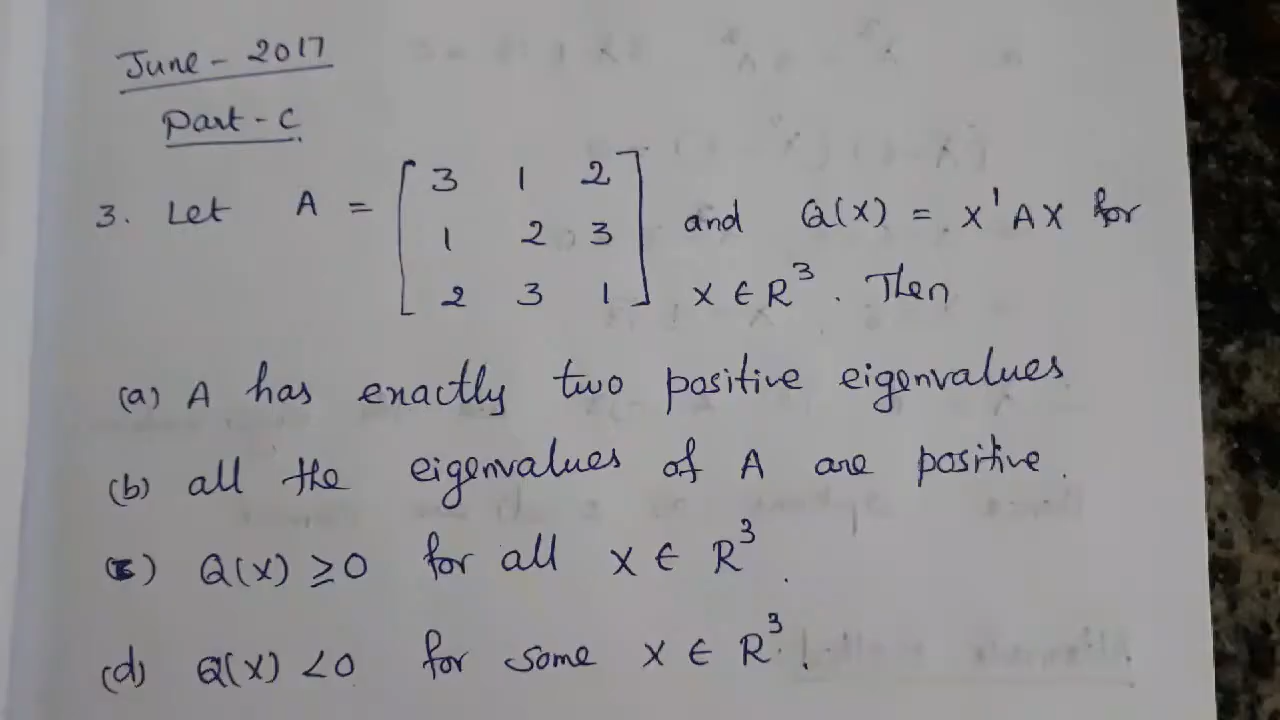 June - 2017
Part - C
3. Let A = [ 3 1 2
1 2 3
2 3 1 ] and Q(X) = X' A X for
X ∈ R³. Then
(a) A has exactly two positive eigenvalues
(b) all the eigenvalues of A are positive.
(c) Q(X) ≥ 0 for all X ∈ R³.
(d) Q(X) < 0 for some X ∈ R³.